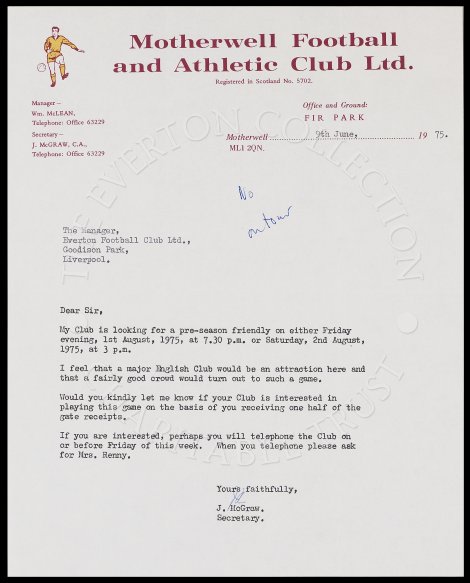 Motherwell Football
and Athletic Club Ltd.
Registered in Scotland No. 5702.
Manager—
Wm. McLEAN,
Telephone: Office 63229
Secretary—
J. McGRAW, C.A.,
Telephone: Office 63229
Office and Ground:
FIR PARK
Motherwell 9th June, 1975.
ML1 2QN.
No
on tour
The Manager,
Everton Football Club Ltd.,
Goodison Park,
Liverpool.
Dear Sir,
My Club is looking for a pre-season friendly on either Friday
evening, 1st August, 1975, at 7.30 p.m. or Saturday, 2nd August,
1975, at 3 p.m.
I feel that a major English Club would be an attraction here and
that a fairly good crowd would turn out to such a game.
Would you kindly let me know if your Club is interested in
playing this game on the basis of you receiving one half of the
gate receipts.
If you are interested, perhaps you will telephone the Club on
or before Friday of this week. When you telephone please ask
for Mrs. Renny.
Yours faithfully,
J. McGraw.
Secretary.
THE EVERTON COLLECTION
CHARITABLE TRUST